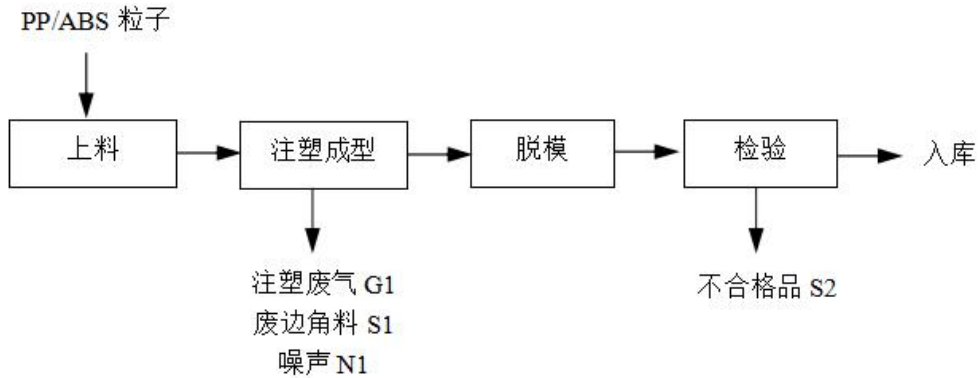 PP/ABS 粒子
上料
注塑成型
脱模
检验
入库
注塑废气 G1
废边角料 S1
噪声 N1
不合格品 S2